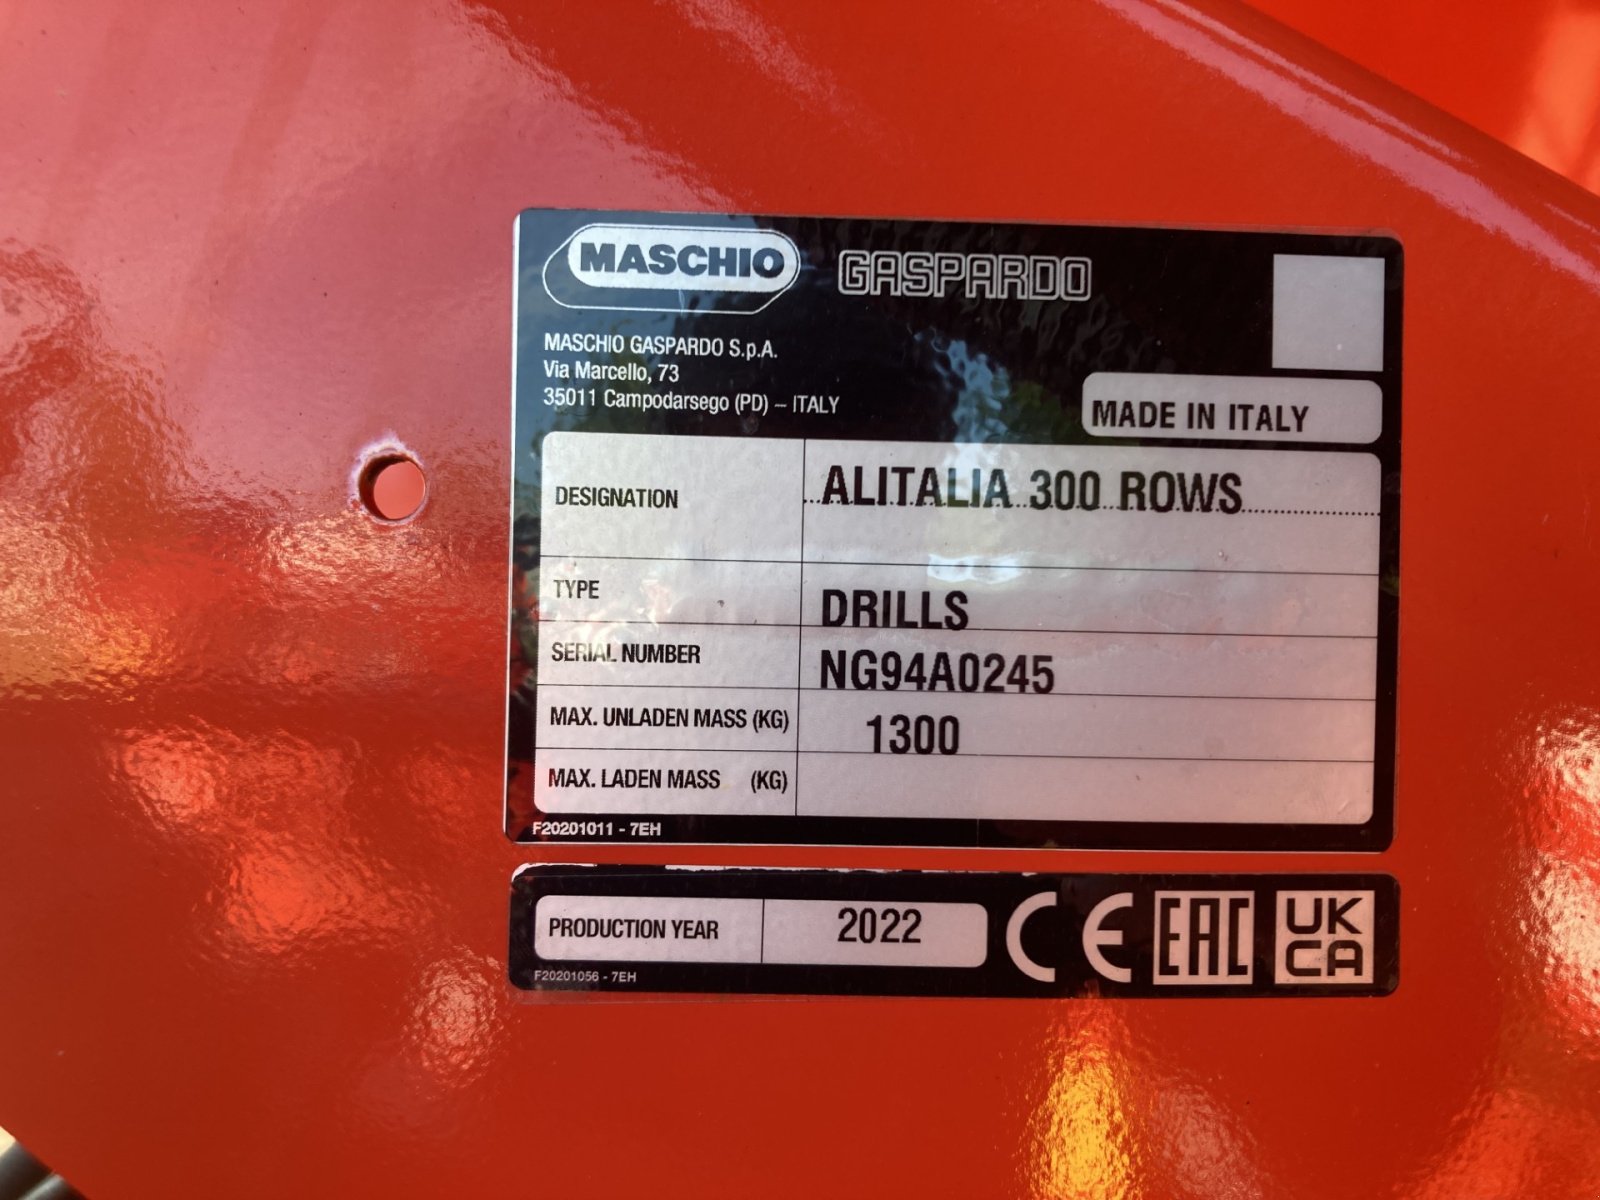 MASCHIO GASPARDO
MASCHIO GASPARDO S.p.A.
Via Marcello, 73
35011 Campodarsego (PD) – ITALY
MADE IN ITALY
DESIGNATION ALITALIA 300 ROWS
TYPE DRILLS
SERIAL NUMBER NG94A0245
MAX. UNLADEN MASS (KG) 1300
MAX. LADEN MASS (KG)
F20201011 - 7EH
PRODUCTION YEAR 2022 CE EAC UK CA
F20201056 - 7EH